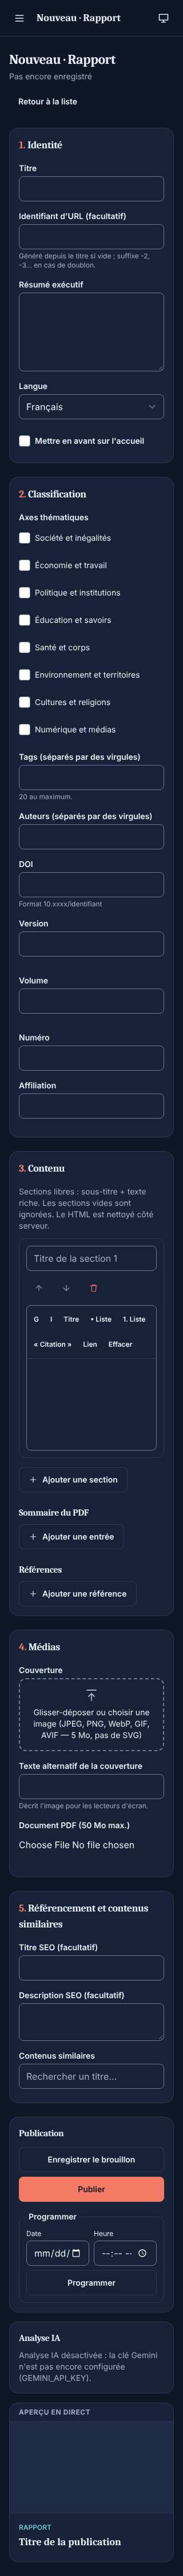 Nouveau · Rapport
Nouveau · Rapport
Pas encore enregistré
Retour à la liste
1. Identité
Titre
Identifiant d'URL (facultatif)
Généré depuis le titre si vide ; suffixe -2,
-3… en cas de doublon.
Résumé exécutif
Langue
Français
Mettre en avant sur l'accueil
2. Classification
Axes thématiques
Société et inégalités
Économie et travail
Politique et institutions
Éducation et savoirs
Santé et corps
Environnement et territoires
Cultures et religions
Numérique et médias
Tags (séparés par des virgules)
20 au maximum.
Auteurs (séparés par des virgules)
DOI
Format 10.xxxx/identifiant
Version
Volume
Numéro
Affiliation
3. Contenu
Sections libres : sous-titre + texte
riche. Les sections vides sont
ignorées. Le HTML est nettoyé côté
serveur.
Titre de la section 1
G I Titre • Liste 1. Liste
« Citation » Lien Effacer
Ajouter une section
Sommaire du PDF
Ajouter une entrée
Références
Ajouter une référence
4. Médias
Couverture
Glisser-déposer ou choisir une
image (JPEG, PNG, WebP, GIF,
AVIF — 5 Mo, pas de SVG)
Texte alternatif de la couverture
Décrit l'image pour les lecteurs d'écran.
Document PDF (50 Mo max.)
Choose File No file chosen
5. Référencement et contenus
similaires
Titre SEO (facultatif)
Description SEO (facultatif)
Contenus similaires
Rechercher un titre…
Publication
Enregistrer le brouillon
Publier
Programmer
Date Heure
mm/dd/ --:-- -
Programmer
Analyse IA
Analyse IA désactivée : la clé Gemini
n'est pas encore configurée
(GEMINI_API_KEY).
APERÇU EN DIRECT
RAPPORT
Titre de la publication